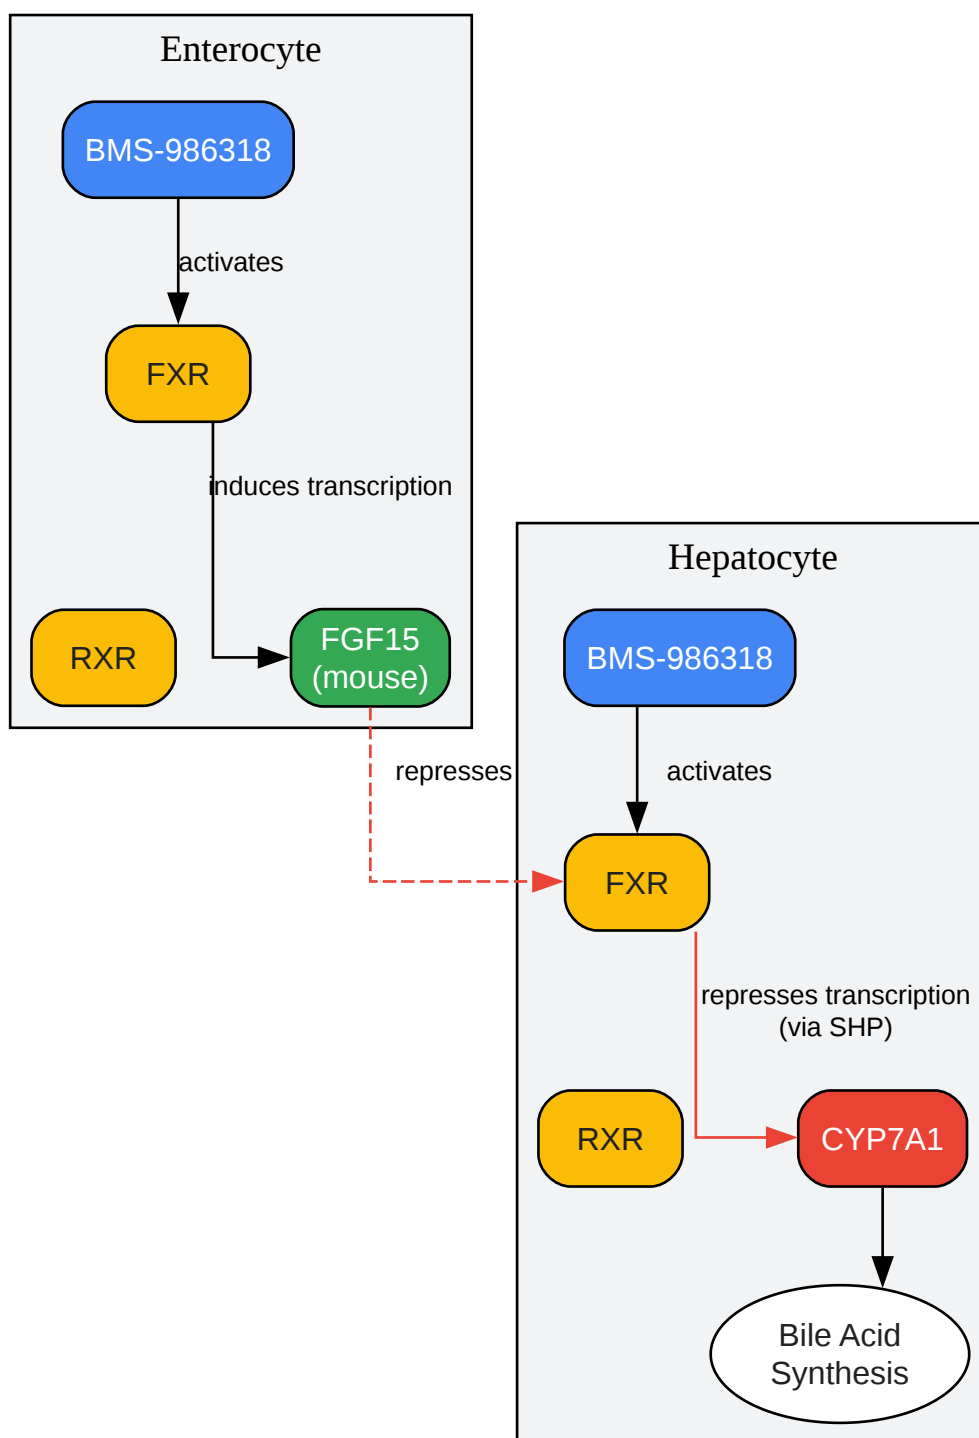 Enterocyte
BMS-986318
activates
FXR
induces transcription
RXR
FGF15
(mouse)
represses
Hepatocyte
BMS-986318
activates
FXR
represses transcription
(via SHP)
RXR
CYP7A1
Bile Acid
Synthesis